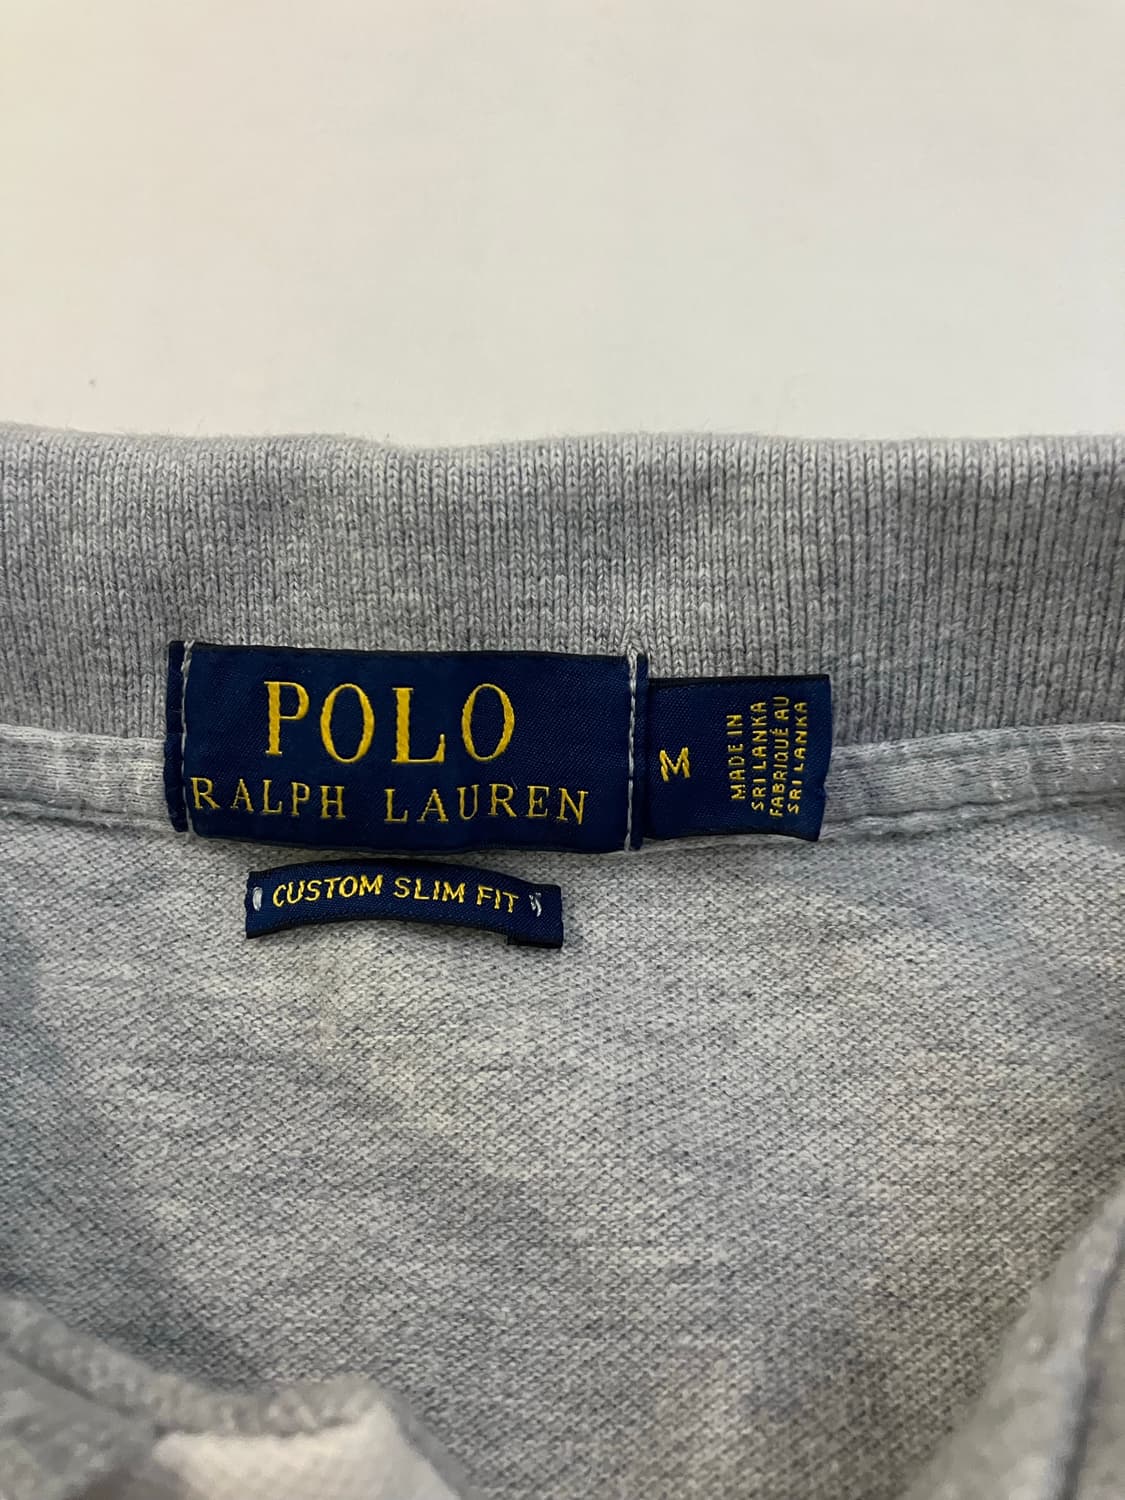 POLO
RALPH LAUREN
M
MADE IN
SRI LANKA
FABRIQUÉ AU
SRI LANKA
CUSTOM SLIM FIT